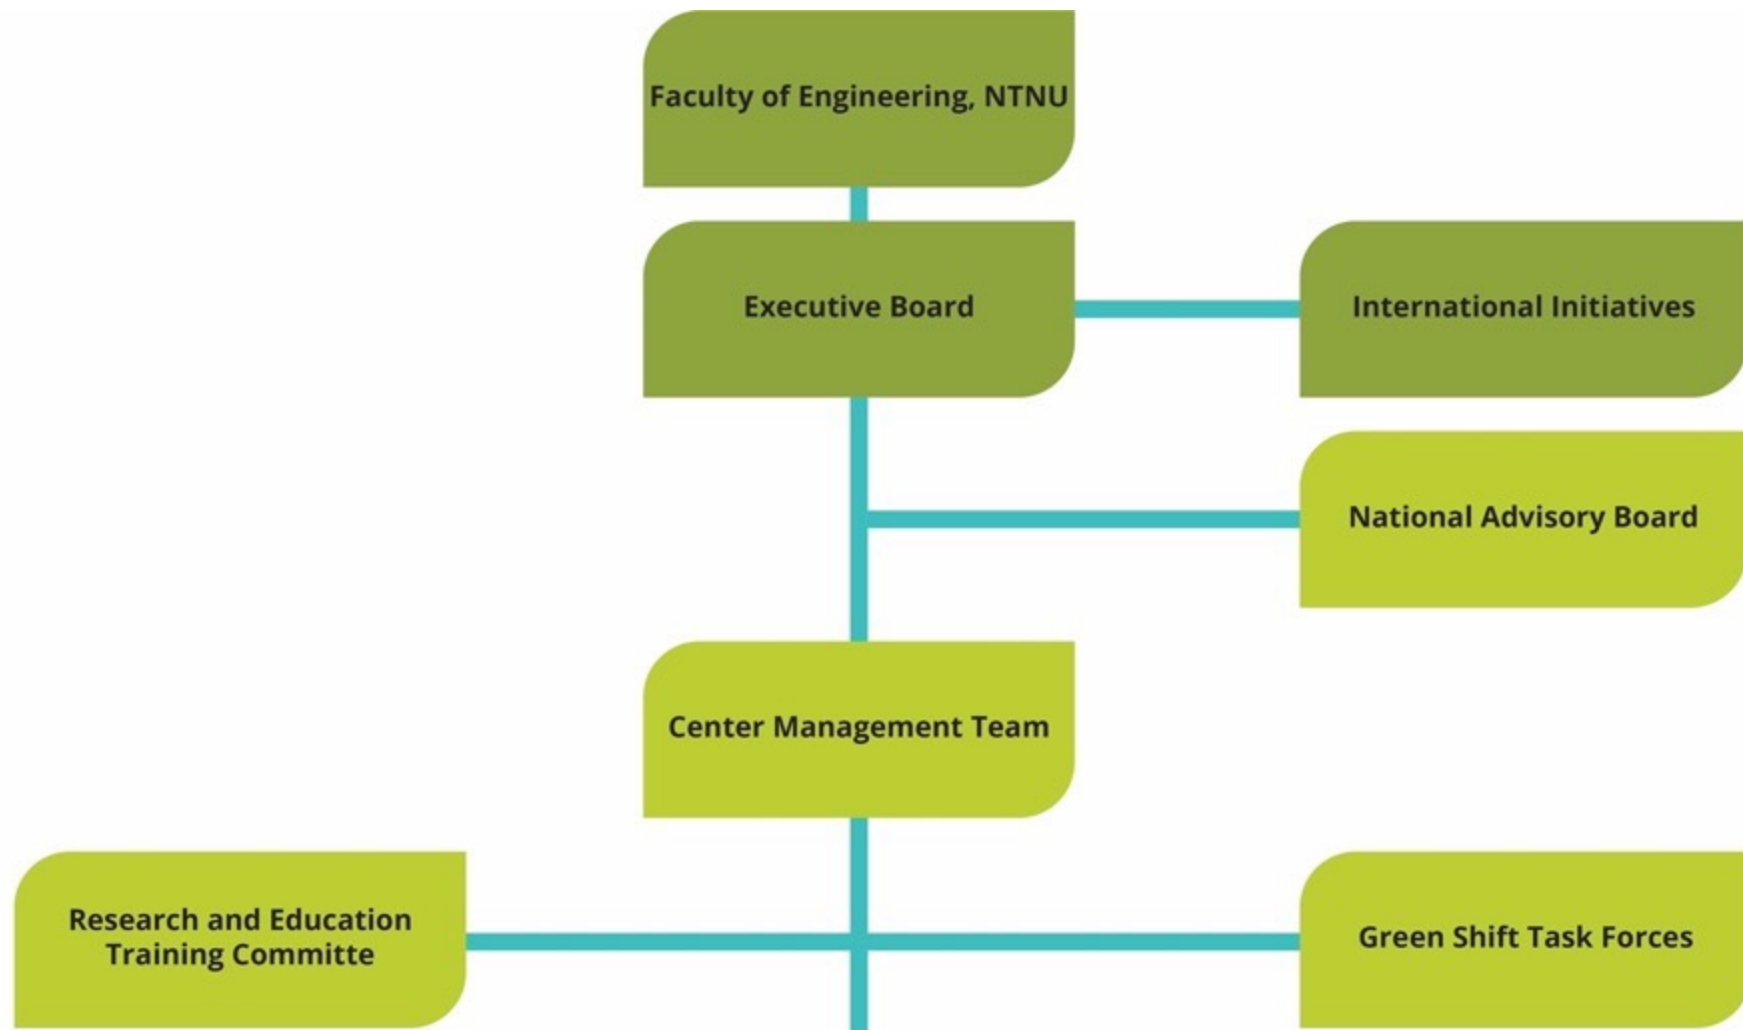 Faculty of Engineering, NTNU
Executive Board
International Initiatives
National Advisory Board
Center Management Team
Research and Education
Training Committe
Green Shift Task Forces